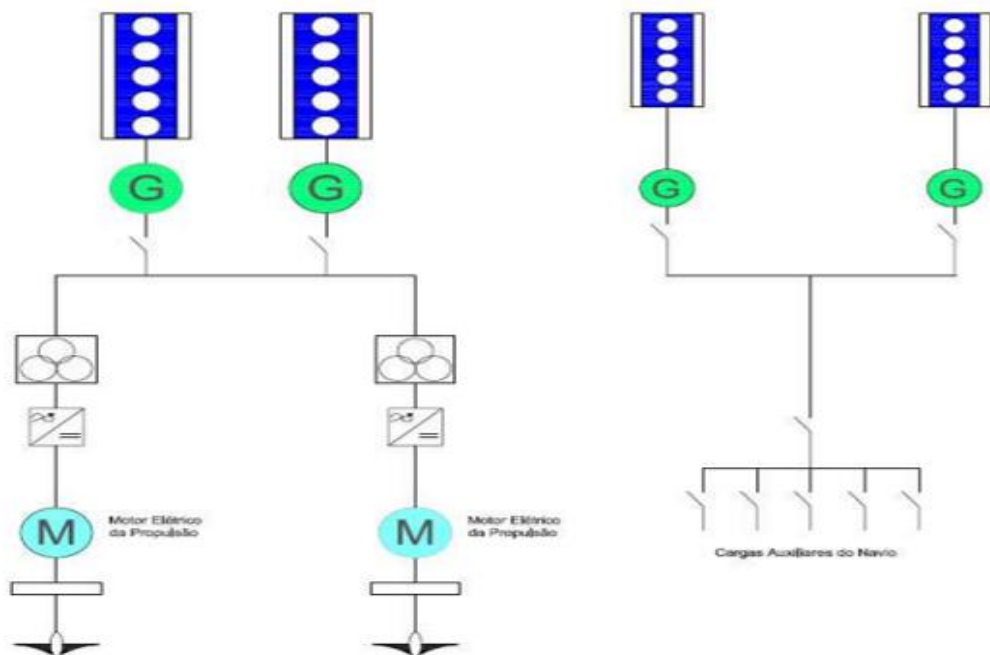 G
G
G
G
M
Motor Elétrico
da Propulsão
M
Motor Elétrico
da Propulsão
Cargas Auxiliares do Navio